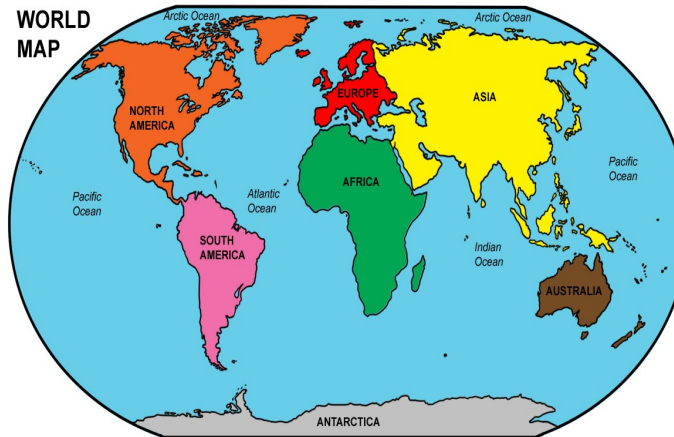 WORLD
MAP
Arctic Ocean
Arctic Ocean
NORTH
AMERICA
EUROPE
ASIA
Pacific
Ocean
Atlantic
Ocean
AFRICA
Pacific
Ocean
SOUTH
AMERICA
Indian
Ocean
AUSTRALIA
ANTARCTICA